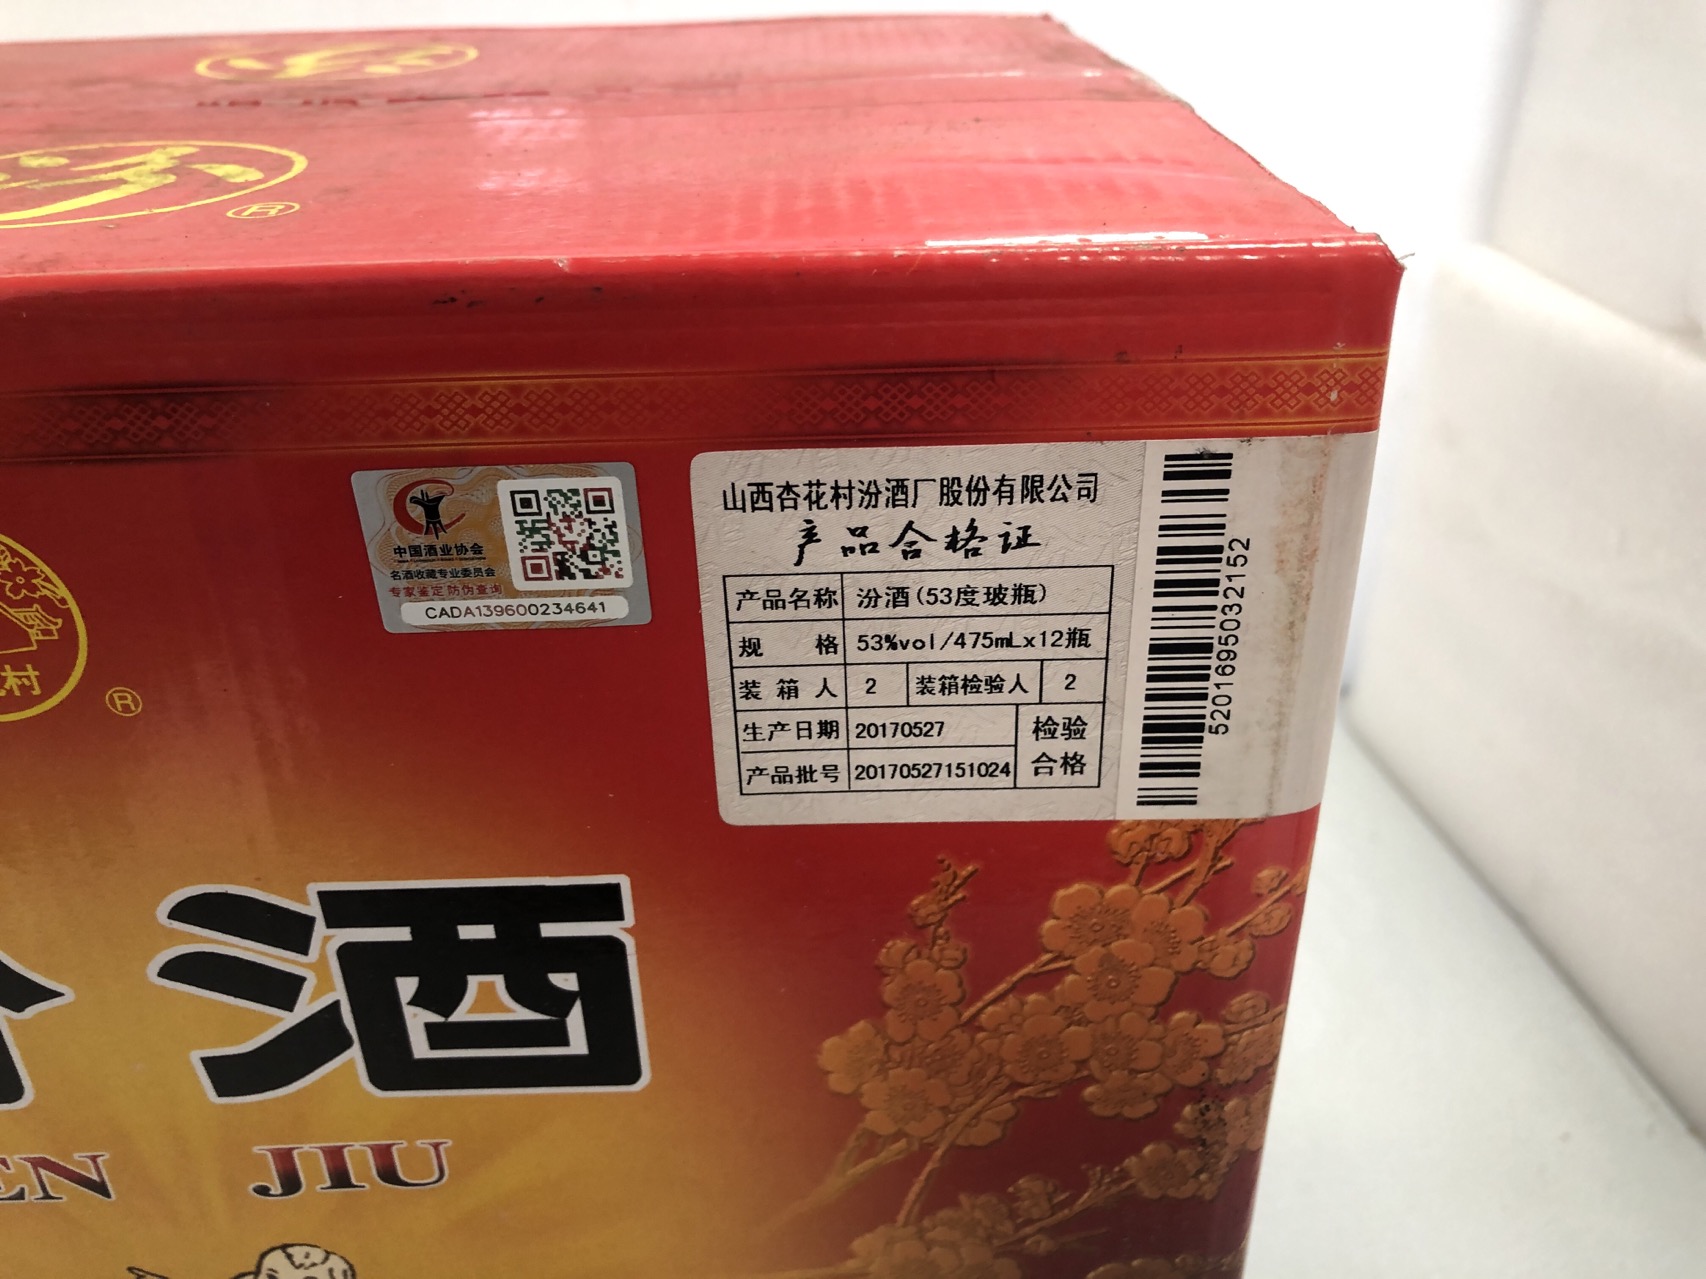 ®
村
®
中国酒业协会
名酒收藏专业委员会
专家鉴定 防伪查询
CADA139600234641
山西杏花村汾酒厂股份有限公司
产品合格证
产品名称 汾酒(53度玻瓶)
规格 53%vol/475mLx12瓶
装箱人 2 装箱检验人 2
生产日期 20170527 检验
产品批号 20170527151024 合格
5201695032152
酒
EN JIU